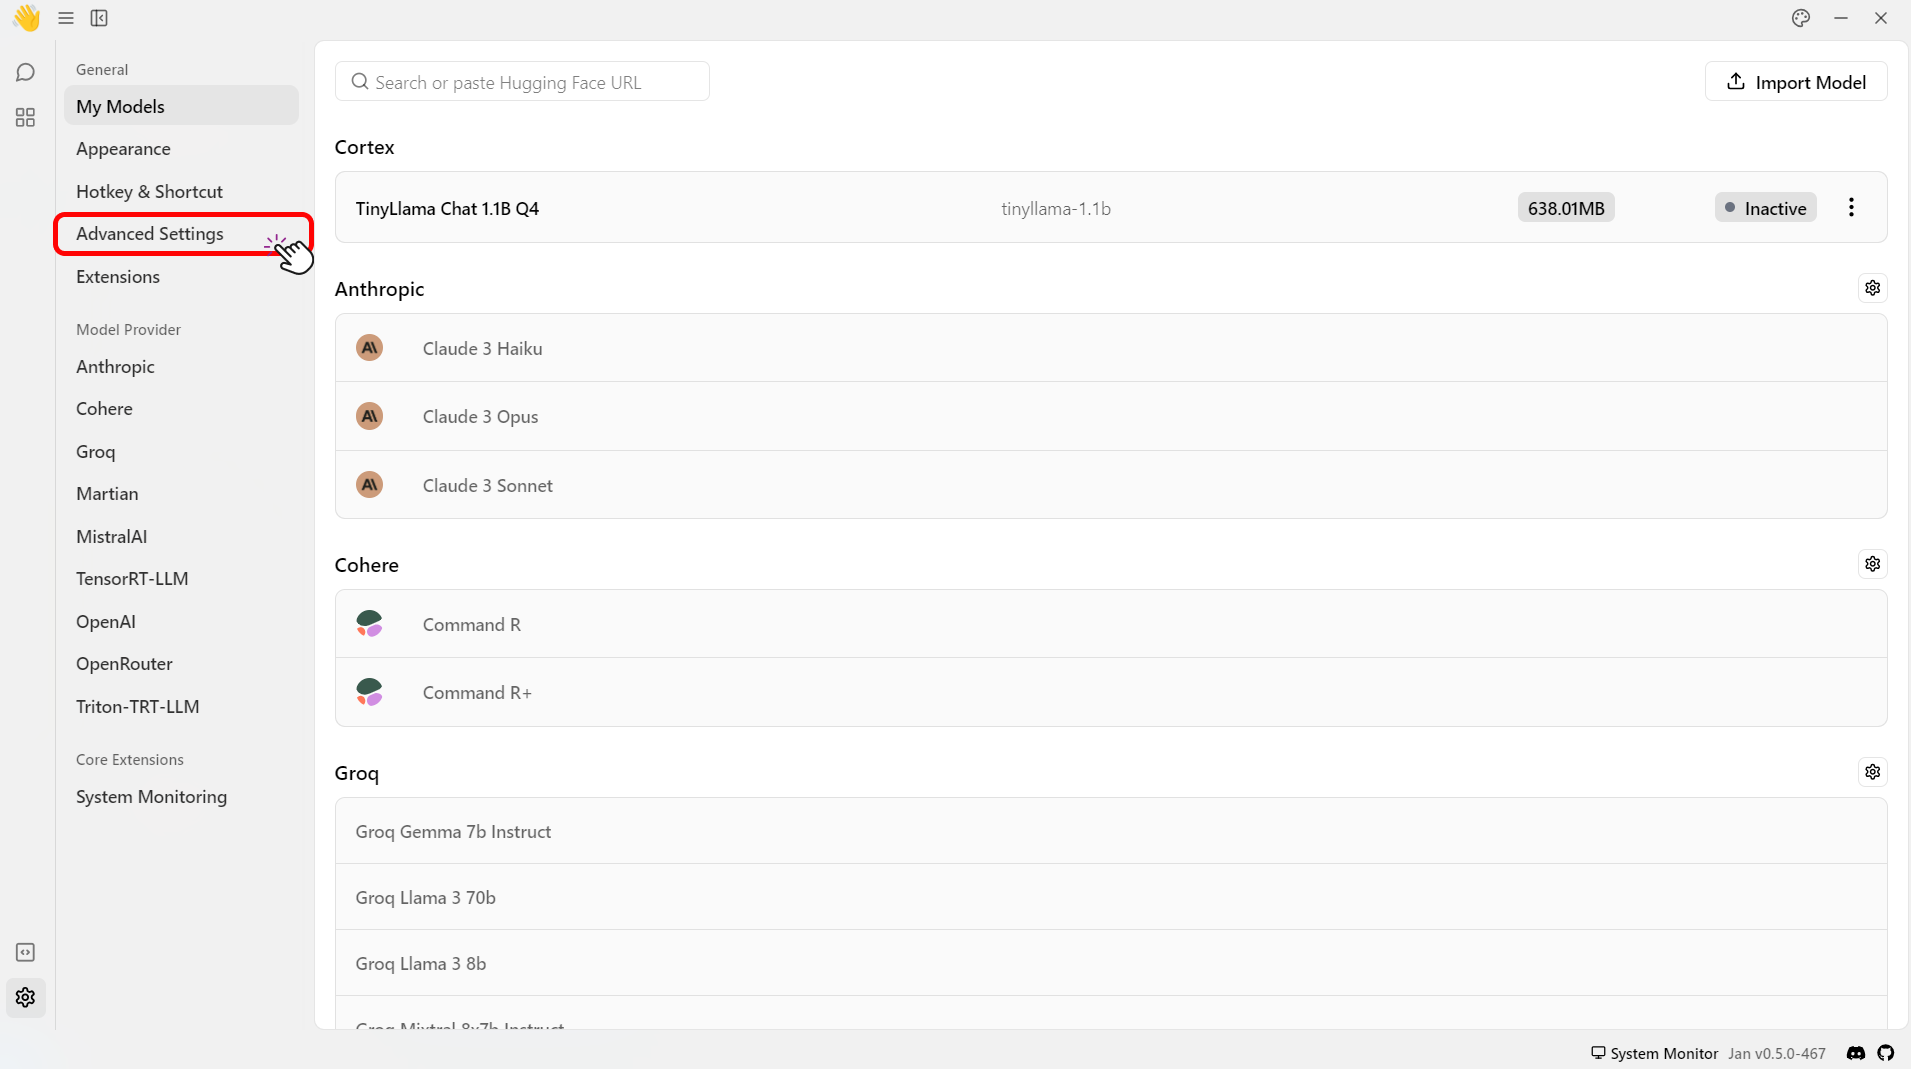 General
My Models
Appearance
Hotkey & Shortcut
Advanced Settings
Extensions
Model Provider
Anthropic
Cohere
Groq
Martian
MistralAI
TensorRT-LLM
OpenAI
OpenRouter
Triton-TRT-LLM
Core Extensions
System Monitoring
Search or paste Hugging Face URL
Import Model
Cortex
TinyLlama Chat 1.1B Q4 tinyllama-1.1b 638.01MB Inactive
Anthropic
Claude 3 Haiku
Claude 3 Opus
Claude 3 Sonnet
Cohere
Command R
Command R+
Groq
Groq Gemma 7b Instruct
Groq Llama 3 70b
Groq Llama 3 8b
Groq Mixtral 8x7b Instruct
System Monitor Jan v0.5.0-467